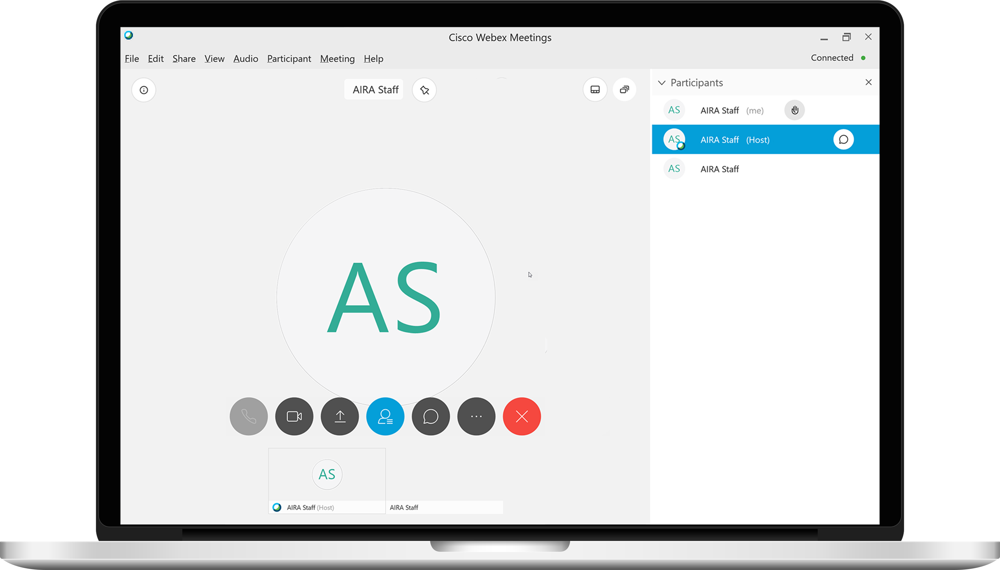 Cisco Webex Meetings
File Edit Share View Audio Participant Meeting Help
Connected
AIRA Staff
Participants
AS AIRA Staff (me)
AS AIRA Staff (Host)
AS AIRA Staff
AS
AS
AIRA Staff (Host)
AIRA Staff